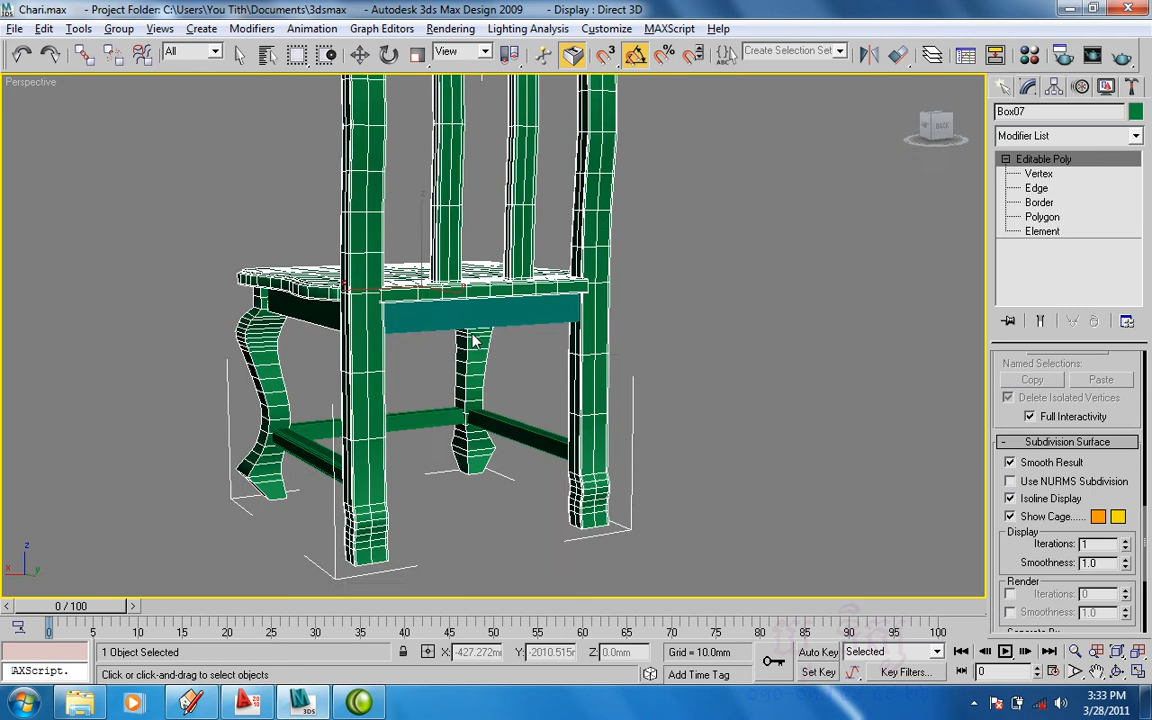 Chari.max - Project Folder: C:\Users\You Tith\Documents\3dsmax - Autodesk 3ds Max Design 2009 - Display : Direct 3D
File Edit Tools Group Views Create Modifiers Animation Graph Editors Rendering Lighting Analysis Customize MAXScript Help
All View Create Selection Set
Perspective
BACK
Box07
Modifier List
Editable Poly
Vertex
Edge
Border
Polygon
Element
Named Selections:
Copy Paste
Delete Isolated Vertices
Full Interactivity
- Subdivision Surface
Smooth Result
Use NURMS Subdivision
Isoline Display
Show Cage......
Display
Iterations: 1
Smoothness: 1.0
Render
Iterations: 0
Smoothness: 1.0
z
x y
< 0 / 100 >
0 5 10 15 20 25 30 35 40 45 50 55 60 65 70 75 80 85 90 95 100
1 Object Selected X: -427.272m Y: -2010.515m Z: 0.0mm Grid = 10.0mm Auto Key Selected
AXScript. Click or click-and-drag to select objects Add Time Tag Set Key Key Filters... 0
3:33 PM
3/28/2011